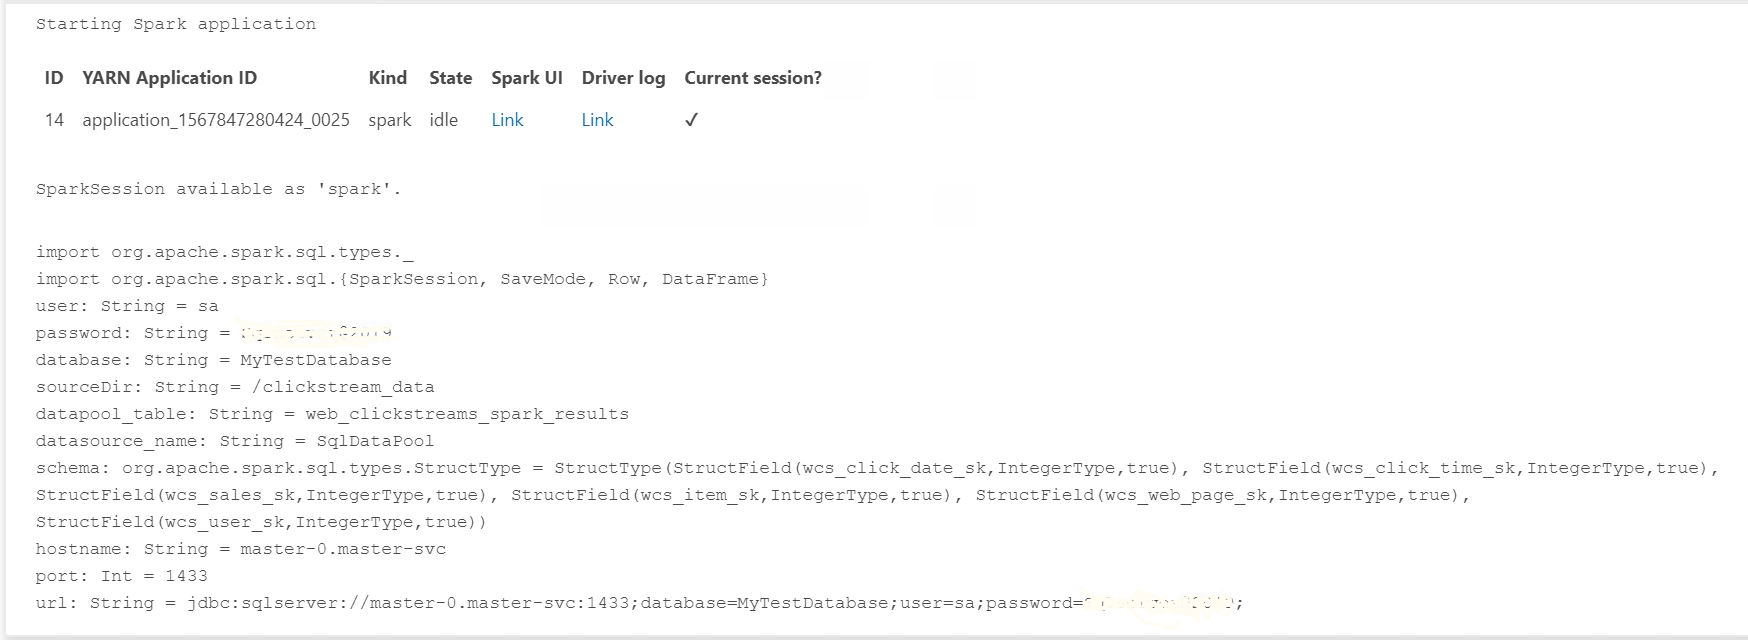 Starting Spark application
ID YARN Application ID Kind State Spark UI Driver log Current session?
14 application_1567847280424_0025 spark idle Link Link ✓
SparkSession available as 'spark'.
import org.apache.spark.sql.types._
import org.apache.spark.sql.{SparkSession, SaveMode, Row, DataFrame}
user: String = sa
password: String =
database: String = MyTestDatabase
sourceDir: String = /clickstream_data
datapool_table: String = web_clickstreams_spark_results
datasource_name: String = SqlDataPool
schema: org.apache.spark.sql.types.StructType = StructType(StructField(wcs_click_date_sk,IntegerType,true), StructField(wcs_click_time_sk,IntegerType,true),
StructField(wcs_sales_sk,IntegerType,true), StructField(wcs_item_sk,IntegerType,true), StructField(wcs_web_page_sk,IntegerType,true),
StructField(wcs_user_sk,IntegerType,true))
hostname: String = master-0.master-svc
port: Int = 1433
url: String = jdbc:sqlserver://master-0.master-svc:1433;database=MyTestDatabase;user=sa;password=;